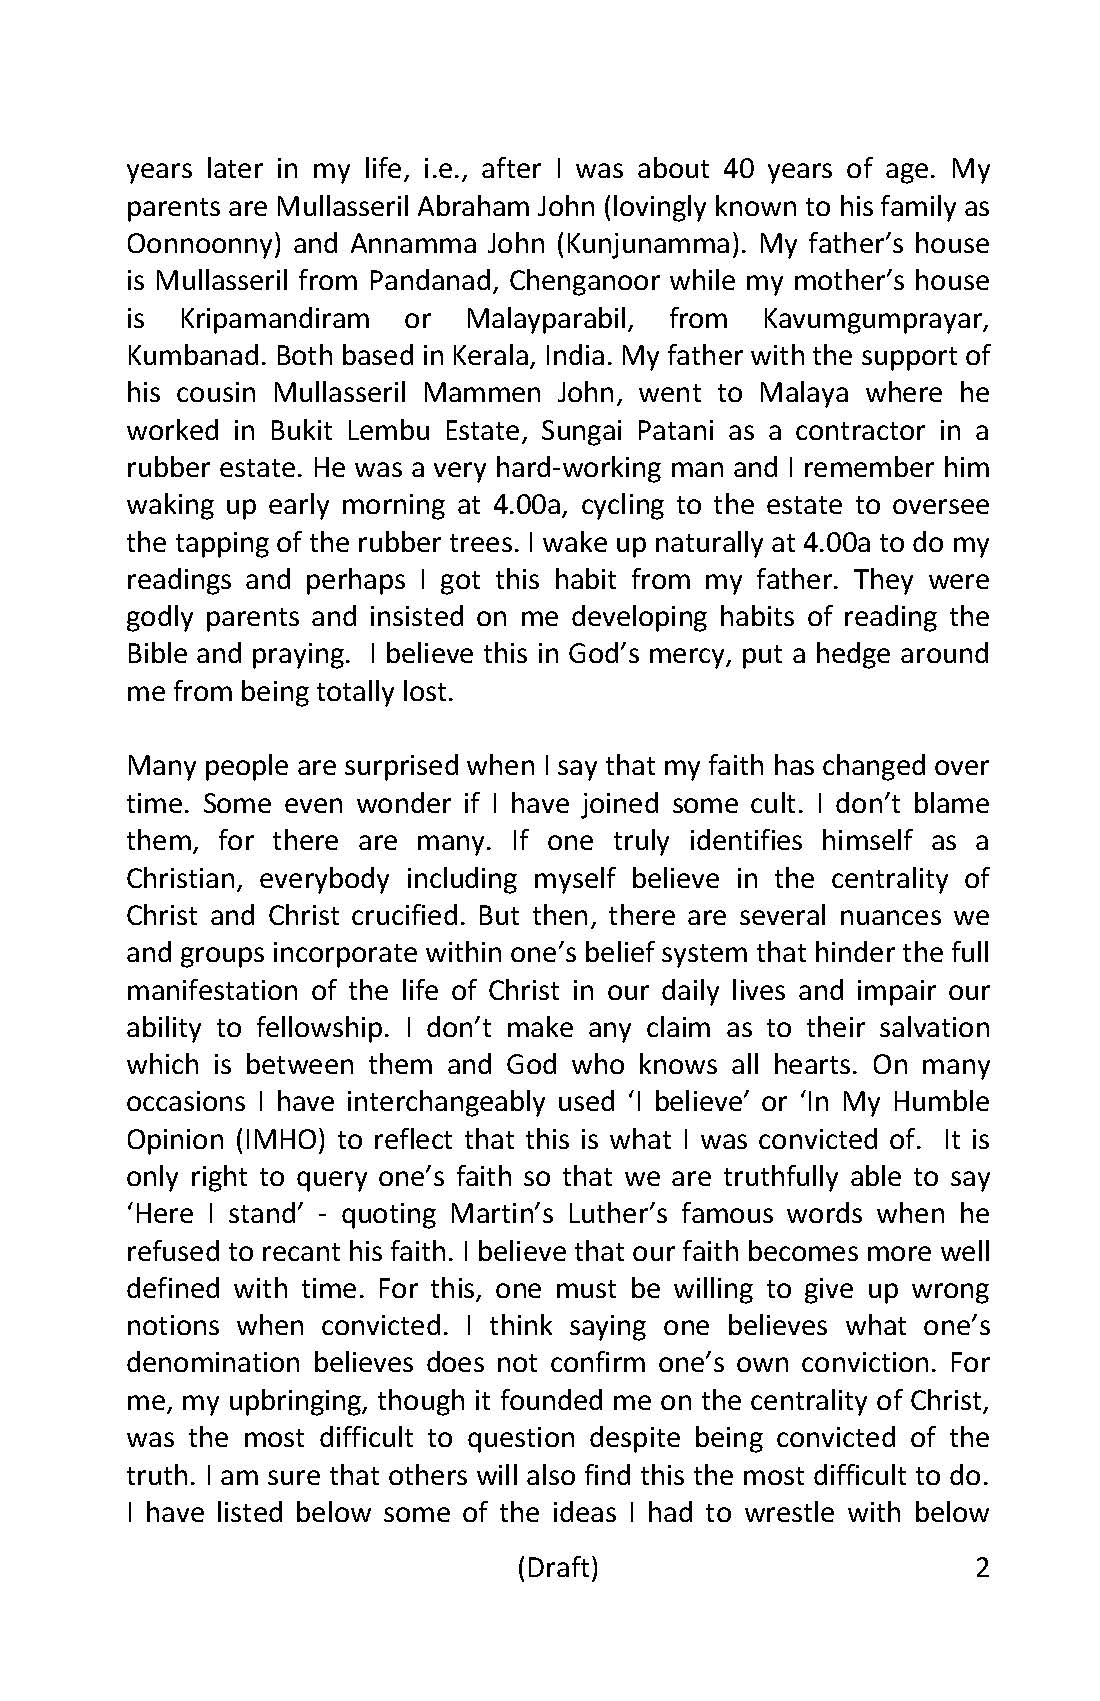 years later in my life, i.e., after I was about 40 years of age. My
parents are Mullasseril Abraham John (lovingly known to his family as
Oonnoonny) and Annamma John (Kunjunamma). My father’s house
is Mullasseril from Pandanad, Chenganoor while my mother’s house
is Kripamandiram or Malayparabil, from Kavumgumprayar,
Kumbanad. Both based in Kerala, India. My father with the support of
his cousin Mullasseril Mammen John, went to Malaya where he
worked in Bukit Lembu Estate, Sungai Patani as a contractor in a
rubber estate. He was a very hard-working man and I remember him
waking up early morning at 4.00a, cycling to the estate to oversee
the tapping of the rubber trees. I wake up naturally at 4.00a to do my
readings and perhaps I got this habit from my father. They were
godly parents and insisted on me developing habits of reading the
Bible and praying.  I believe this in God’s mercy, put a hedge around
me from being totally lost.

Many people are surprised when I say that my faith has changed over
time. Some even wonder if I have joined some cult. I don’t blame
them, for there are many. If one truly identifies himself as a
Christian, everybody including myself believe in the centrality of
Christ and Christ crucified. But then, there are several nuances we
and groups incorporate within one’s belief system that hinder the full
manifestation of the life of Christ in our daily lives and impair our
ability to fellowship. I don’t make any claim as to their salvation
which is between them and God who knows all hearts. On many
occasions I have interchangeably used ‘I believe’ or ‘In My Humble
Opinion (IMHO) to reflect that this is what I was convicted of.  It is
only right to query one’s faith so that we are truthfully able to say
‘Here I stand’ - quoting Martin’s Luther’s famous words when he
refused to recant his faith. I believe that our faith becomes more well
defined with time. For this, one must be willing to give up wrong
notions when convicted. I think saying one believes what one’s
denomination believes does not confirm one’s own conviction. For
me, my upbringing, though it founded me on the centrality of Christ,
was the most difficult to question despite being convicted of the
truth. I am sure that others will also find this the most difficult to do.
I have listed below some of the ideas I had to wrestle with below
(Draft) 2